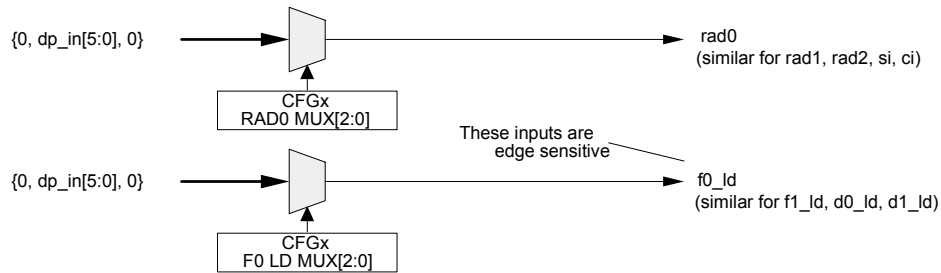 {0, dp_in[5:0], 0}
rad0
(similar for rad1, rad2, si, ci)
CFGx
RAD0 MUX[2:0]
These inputs are
edge sensitive
{0, dp_in[5:0], 0}
f0_ld
(similar for f1_ld, d0_ld, d1_ld)
CFGx
F0 LD MUX[2:0]